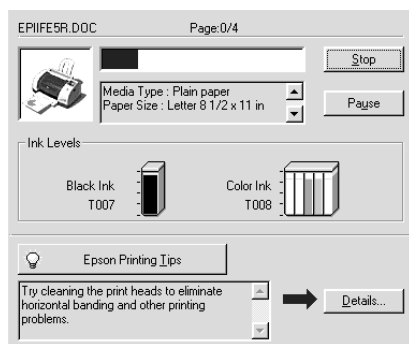 EPIIFE5R.DOC Page:0/4
Stop
Media Type : Plain paper
Paper Size : Letter 8 1/2 x 11 in
Pause
Ink Levels
Black Ink
T007
Color Ink
T008
Epson Printing Tips
Try cleaning the print heads to eliminate
horizontal banding and other printing
problems.
Details...